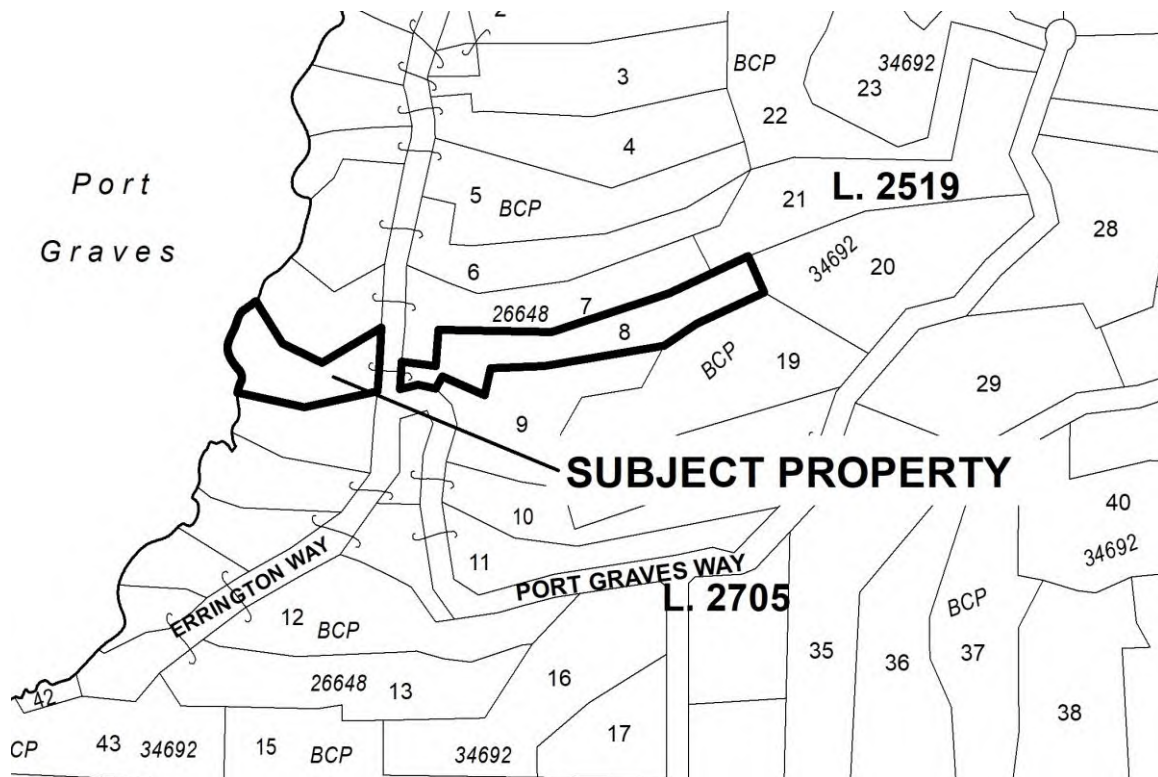 2
3
BCP
34692
23
22
4
Port
Graves
5
BCP
21
L. 2519
28
6
34692
20
7
26648
8
BCP
19
29
9
SUBJECT PROPERTY
10
40
34692
11
ERRINGTON WAY
PORT GRAVES WAY
L. 2705
12
BCP
BCP
35
36
37
26648
13
16
42
38
17
CP
43
34692
15
BCP
34692